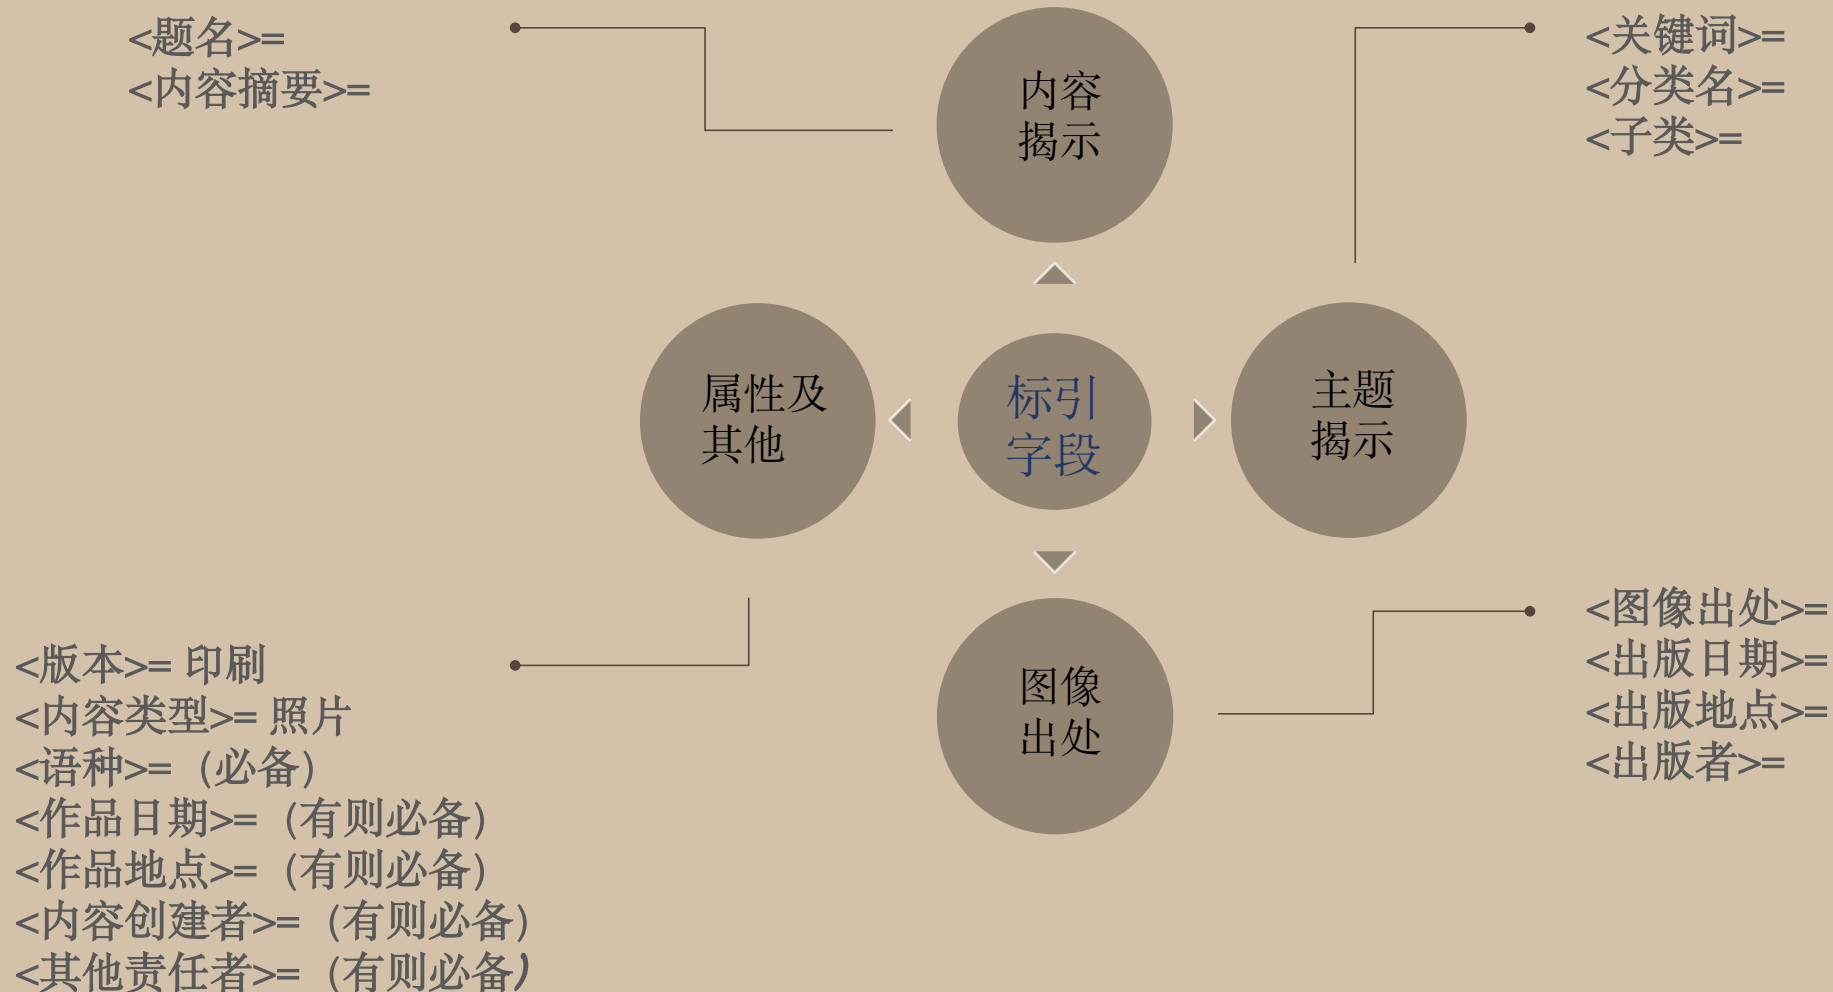 <题名>=
<内容摘要>=
内容
揭示
<关键词>=
<分类名>=
<子类>=
属性及
其他
标引
字段
主题
揭示
图像
出处
<图像出处>=
<出版日期>=
<出版地点>=
<出版者>=
<版本>= 印刷
<内容类型>= 照片
<语种>=（必备）
<作品日期>=（有则必备）
<作品地点>=（有则必备）
<内容创建者>=（有则必备）
<其他责任者>=（有则必备）